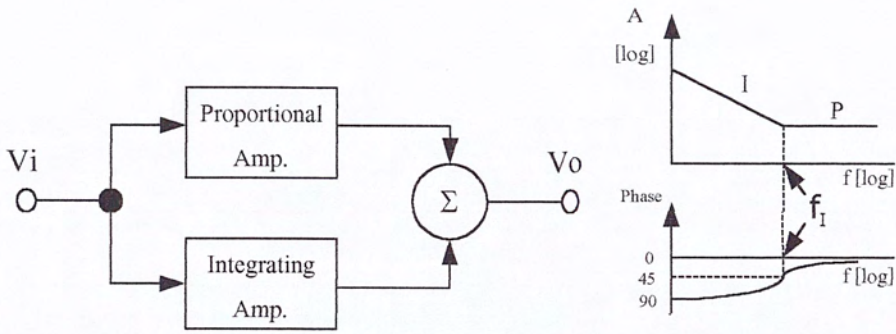 Vi
Proportional
Amp.
Integrating
Amp.
Σ
Vo
A
[log]
I
P
f [log]
Phase
f_I
0
45
90
f [log]